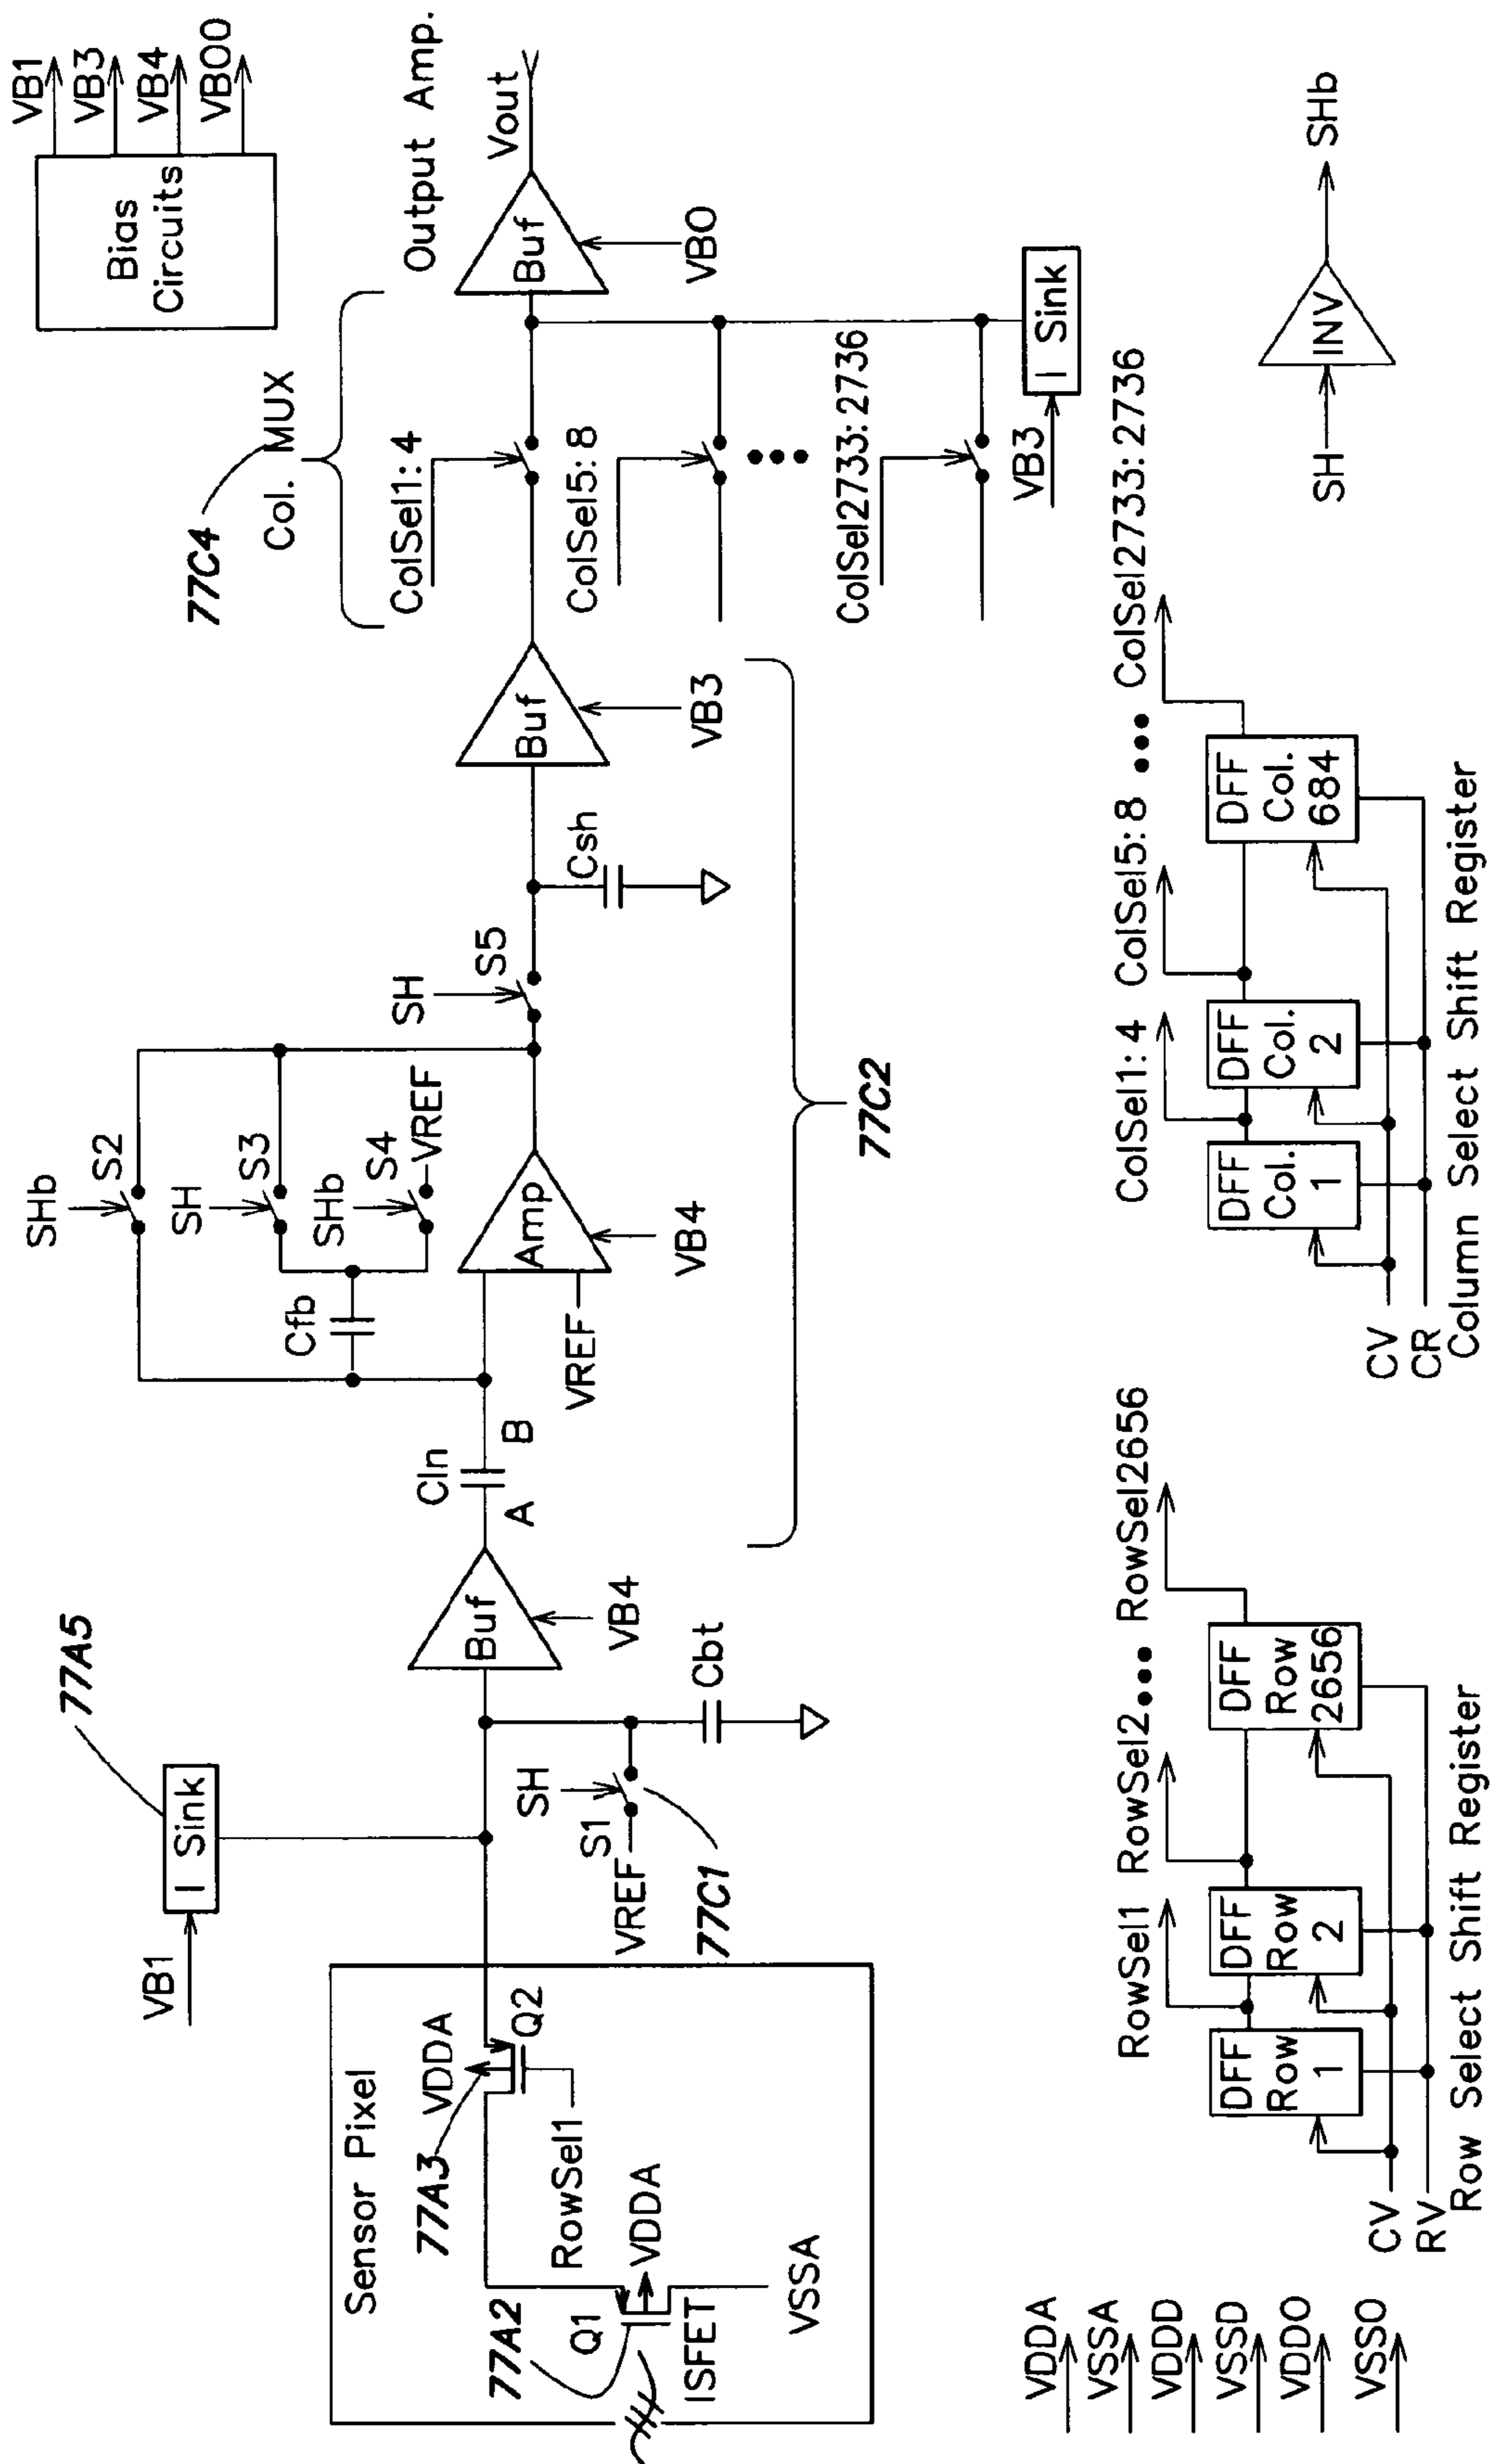 VB1
VB3
VB4
VB00
Bias
Circuits
77A5
VB1
I Sink
Sensor Pixel
77A3
VDDA
Q2
RowSel1
77A2
Q1
VDDA
ISFET
VSSA
SH
S1
VREF
77C1
Cbt
Buf
VB4
A
CIn
B
Cfb
SHb
S2
SH
S3
SHb
S4
VREF
Amp
VREF
VB4
SH
S5
Csh
Buf
VB3
77C2
77C4
Col. MUX
ColSel1:4
ColSel5:8
ColSel2733:2736
VB3
I Sink
Output Amp.
Buf
VB0
Vout
VDDA
VSSA
VDDD
VSSD
VDDO
VSSO
RowSel1
RowSel2
RowSel2656
DFF
Row
1
DFF
Row
2
DFF
Row
2656
CV
RV
Row Select Shift Register
ColSel1:4
ColSel5:8
ColSel2733:2736
DFF
Col.
1
DFF
Col.
2
DFF
Col.
684
CV
CR
Column Select Shift Register
SH
INV
SHb